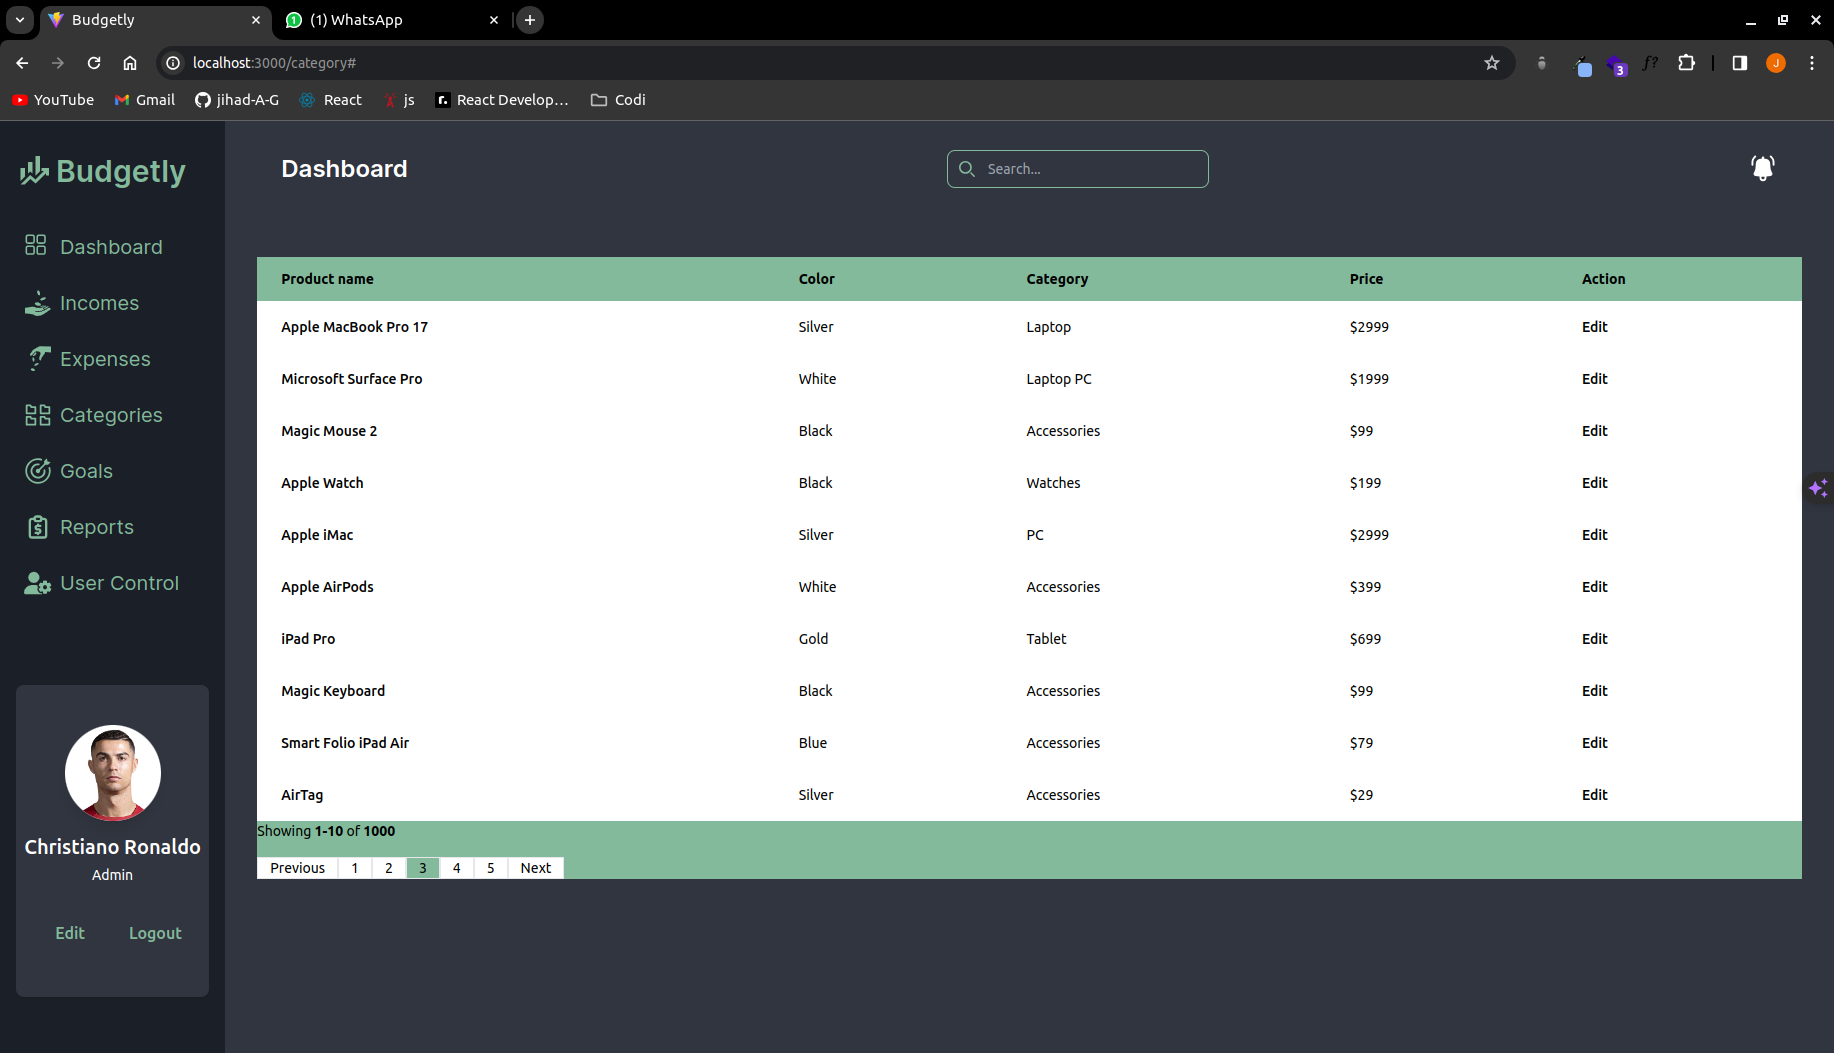 Budgetly
(1) WhatsApp
localhost:3000/category#
ƒ?
3
J
YouTube
Gmail
jihad-A-G
React
js
React Develop…
Codi
Budgetly
Dashboard
Search...
Dashboard
Incomes
Expenses
Categories
Goals
Reports
User Control
Christiano Ronaldo
Admin
Edit Logout
Product name Color Category Price Action
Apple MacBook Pro 17 Silver Laptop $2999 Edit
Microsoft Surface Pro White Laptop PC $1999 Edit
Magic Mouse 2 Black Accessories $99 Edit
Apple Watch Black Watches $199 Edit
Apple iMac Silver PC $2999 Edit
Apple AirPods White Accessories $399 Edit
iPad Pro Gold Tablet $699 Edit
Magic Keyboard Black Accessories $99 Edit
Smart Folio iPad Air Blue Accessories $79 Edit
AirTag Silver Accessories $29 Edit
Showing 1-10 of 1000
Previous 1 2 3 4 5 Next